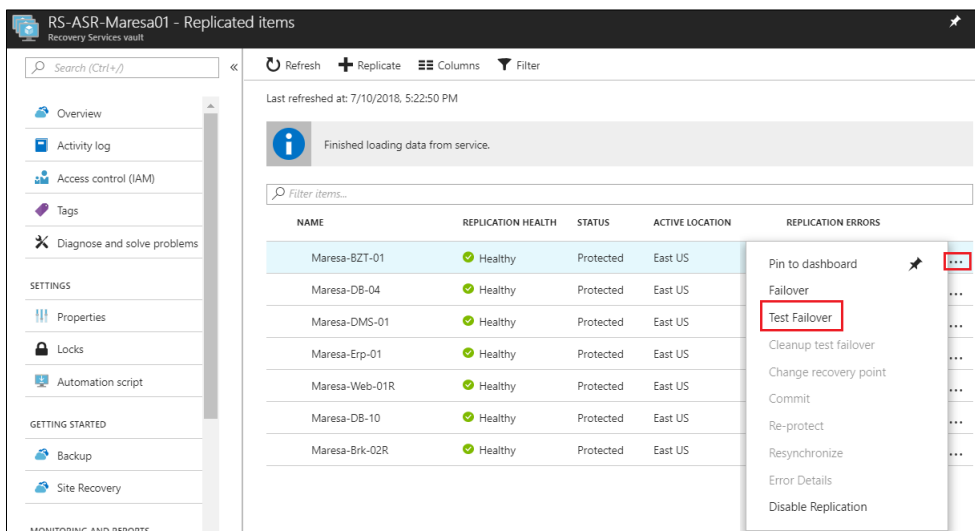 RS-ASR-Maresa01 - Replicated items
Recovery Services vault
Search (Ctrl+/)
«
Overview
Activity log
Access control (IAM)
Tags
Diagnose and solve problems
SETTINGS
Properties
Locks
Automation script
GETTING STARTED
Backup
Site Recovery
MONITORING AND REPORTS
Refresh Replicate Columns Filter
Last refreshed at: 7/10/2018, 5:22:50 PM
Finished loading data from service.
Filter items...
NAME REPLICATION HEALTH STATUS ACTIVE LOCATION REPLICATION ERRORS
Maresa-BZT-01 Healthy Protected East US ...
Maresa-DB-04 Healthy Protected East US ...
Maresa-DMS-01 Healthy Protected East US ...
Maresa-Erp-01 Healthy Protected East US ...
Maresa-Web-01R Healthy Protected East US ...
Maresa-DB-10 Healthy Protected East US ...
Maresa-Brk-02R Healthy Protected East US ...
Pin to dashboard
Failover
Test Failover
Cleanup test failover
Change recovery point
Commit
Re-protect
Resynchronize
Error Details
Disable Replication